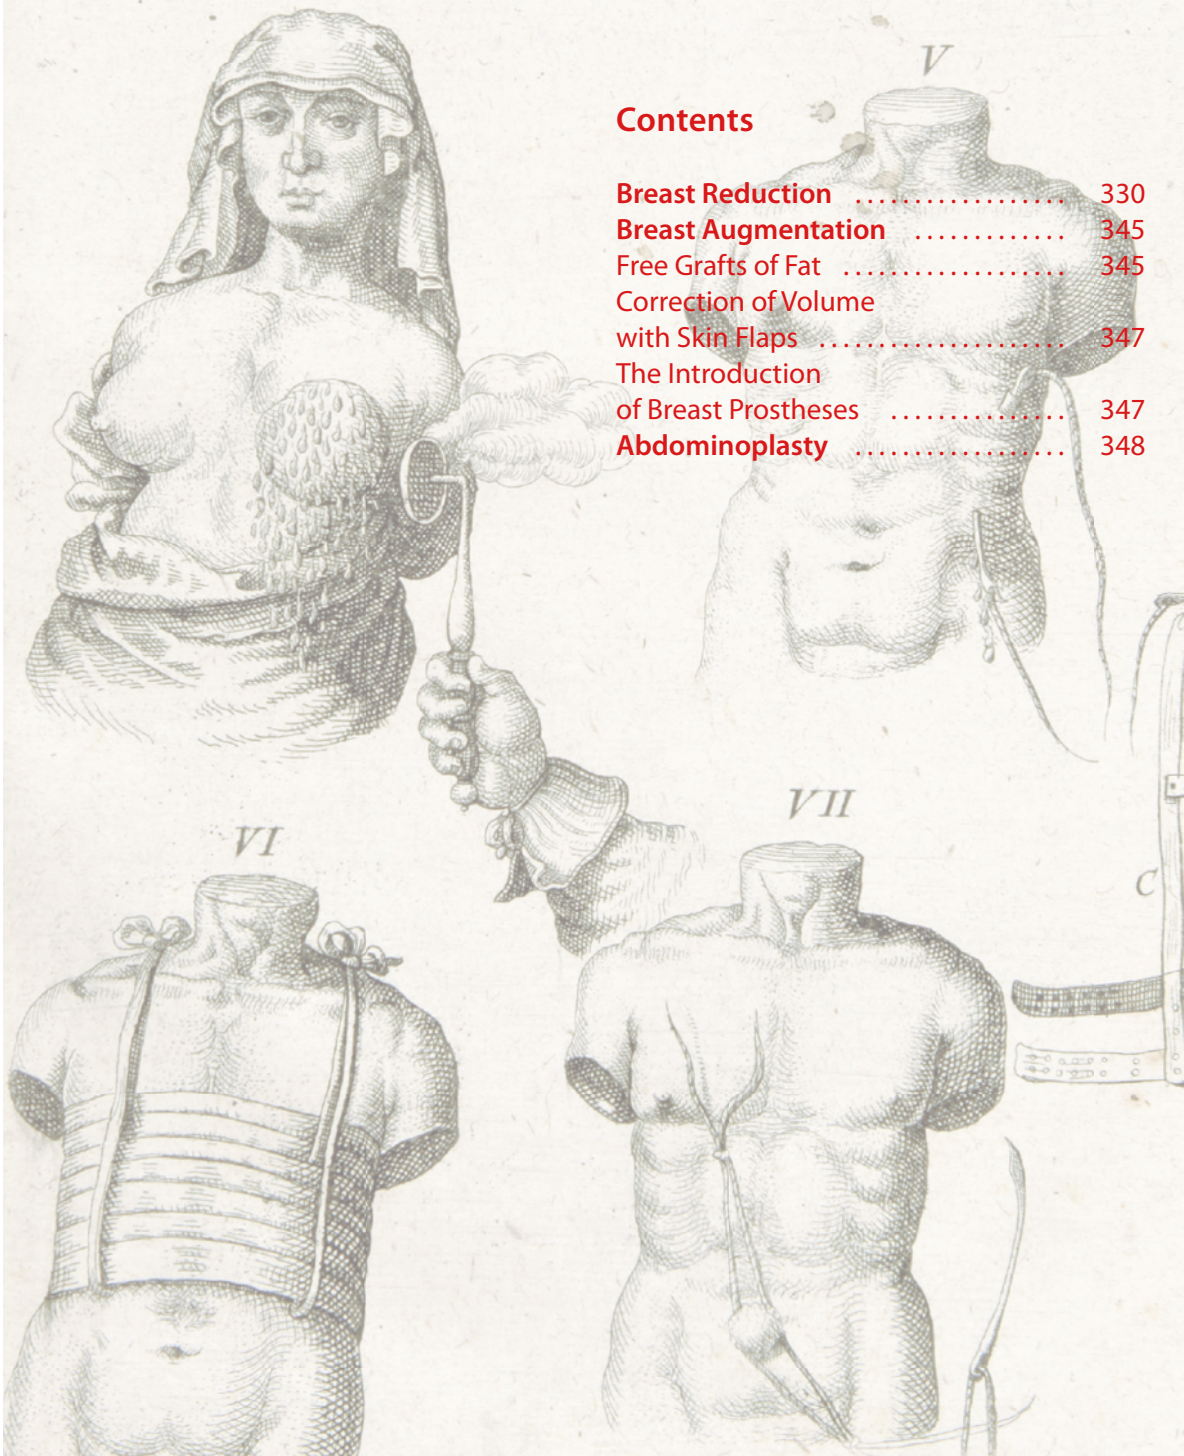 Contents
Breast Reduction .................. 330
Breast Augmentation ............. 345
Free Grafts of Fat ................... 345
Correction of Volume
with Skin Flaps ..................... 347
The Introduction
of Breast Prostheses ............... 347
Abdominoplasty .................. 348
V
VII
VI
C